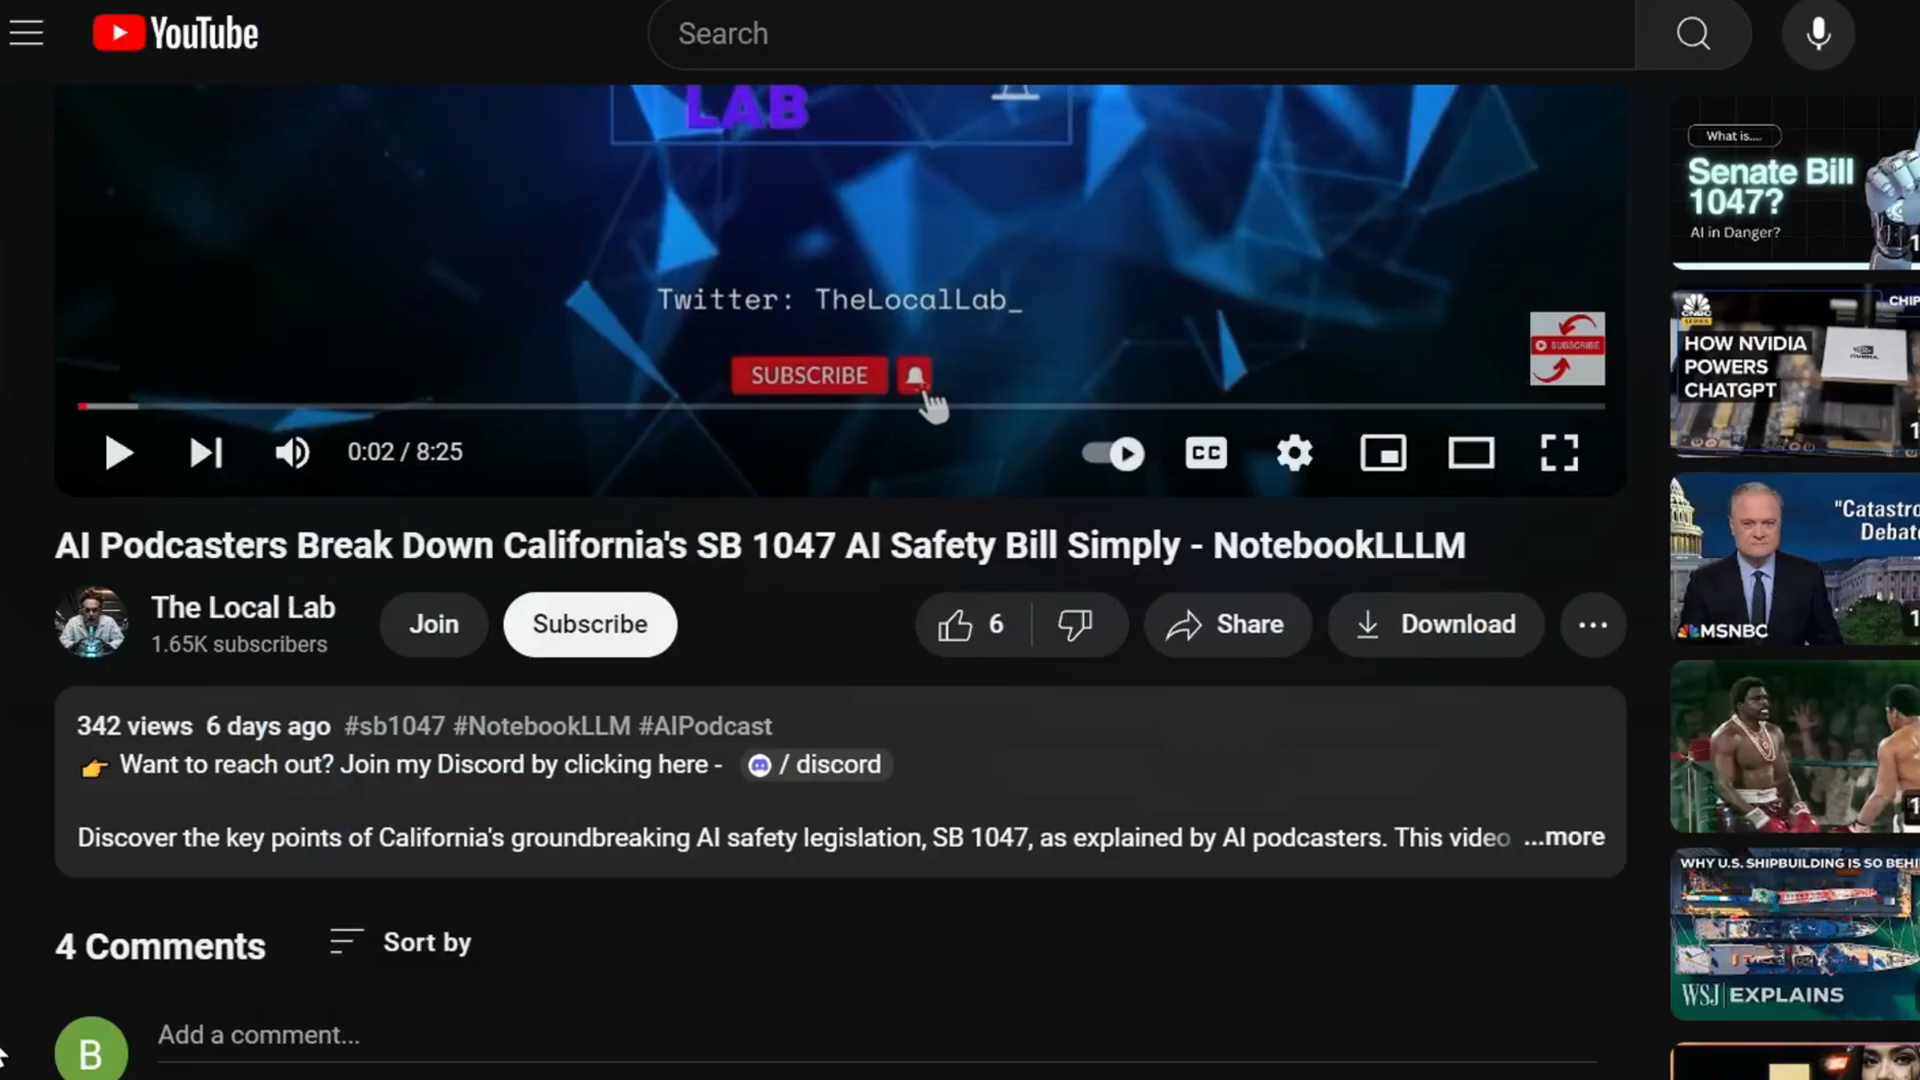 YouTube
Search
LAB
Twitter: TheLocalLab_
SUBSCRIBE
SUBSCRIBE
0:02 / 8:25
CC
AI Podcasters Break Down California's SB 1047 AI Safety Bill Simply - NotebookLLLM
The Local Lab
1.65K subscribers
Join
Subscribe
6
Share
Download
342 views 6 days ago #sb1047 #NotebookLLM #AIPodcast
Want to reach out? Join my Discord by clicking here - / discord
Discover the key points of California's groundbreaking AI safety legislation, SB 1047, as explained by AI podcasters. This video ...more
4 Comments
Sort by
B
Add a comment...
What is....
Senate Bill
1047?
AI in Danger?
CNBC
SERIES
CHIP
HOW NVIDIA
POWERS
CHATGPT
"Catastro
Debate
MSNBC
WHY U.S. SHIPBUILDING IS SO BEHI
WSJ EXPLAINS